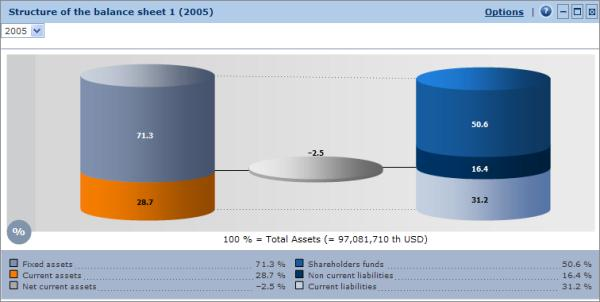 Structure of the balance sheet 1 (2005)
Options | ?
2005
71.3
28.7
−2.5
50.6
16.4
31.2
%
100 % = Total Assets (= 97,081,710 th USD)
Fixed assets 71.3 %
Current assets 28.7 %
Net current assets −2.5 %
Shareholders funds 50.6 %
Non current liabilities 16.4 %
Current liabilities 31.2 %